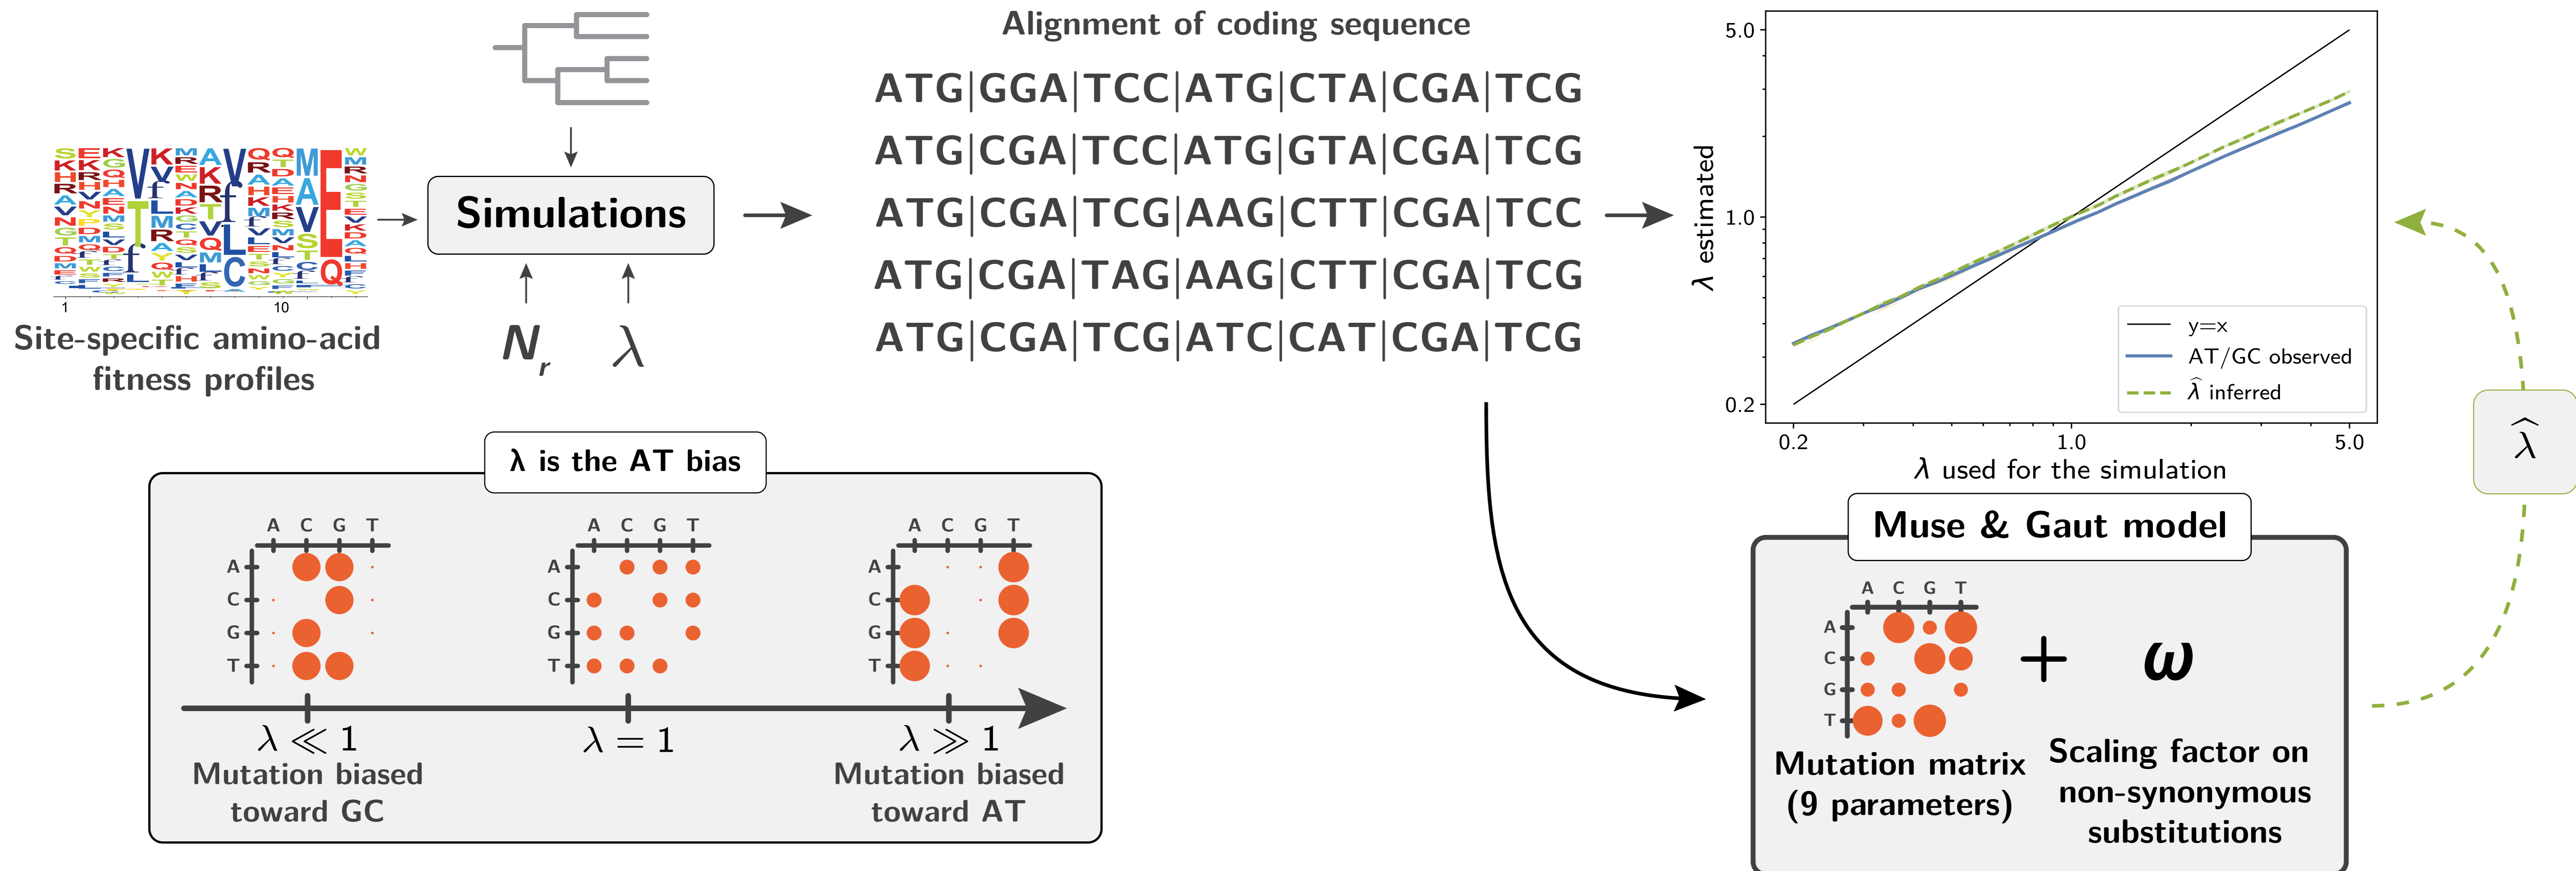 Alignment of coding sequence
ATG|GGA|TCC|ATG|CTA|CGA|TCG
ATG|CGA|TCC|ATG|GTA|CGA|TCG
ATG|CGA|TCG|AAG|CTT|CGA|TCC
ATG|CGA|TAG|AAG|CTT|CGA|TCG
ATG|CGA|TCG|ATC|CAT|CGA|TCG
1 10
Site-specific amino-acid
fitness profiles
Simulations
Nr λ
5.0
1.0
0.2
λ estimated
y=x
AT/GC observed
λ̂ inferred
0.2 1.0 5.0
λ used for the simulation
λ̂
λ is the AT bias
A C G T
A
C
G
T
λ ≪ 1
Mutation biased
toward GC
A C G T
A
C
G
T
λ = 1
A C G T
A
C
G
T
λ ≫ 1
Mutation biased
toward AT
Muse & Gaut model
A C G T
A
C
G
T
+ ω
Mutation matrix
(9 parameters)
Scaling factor on
non-synonymous
substitutions